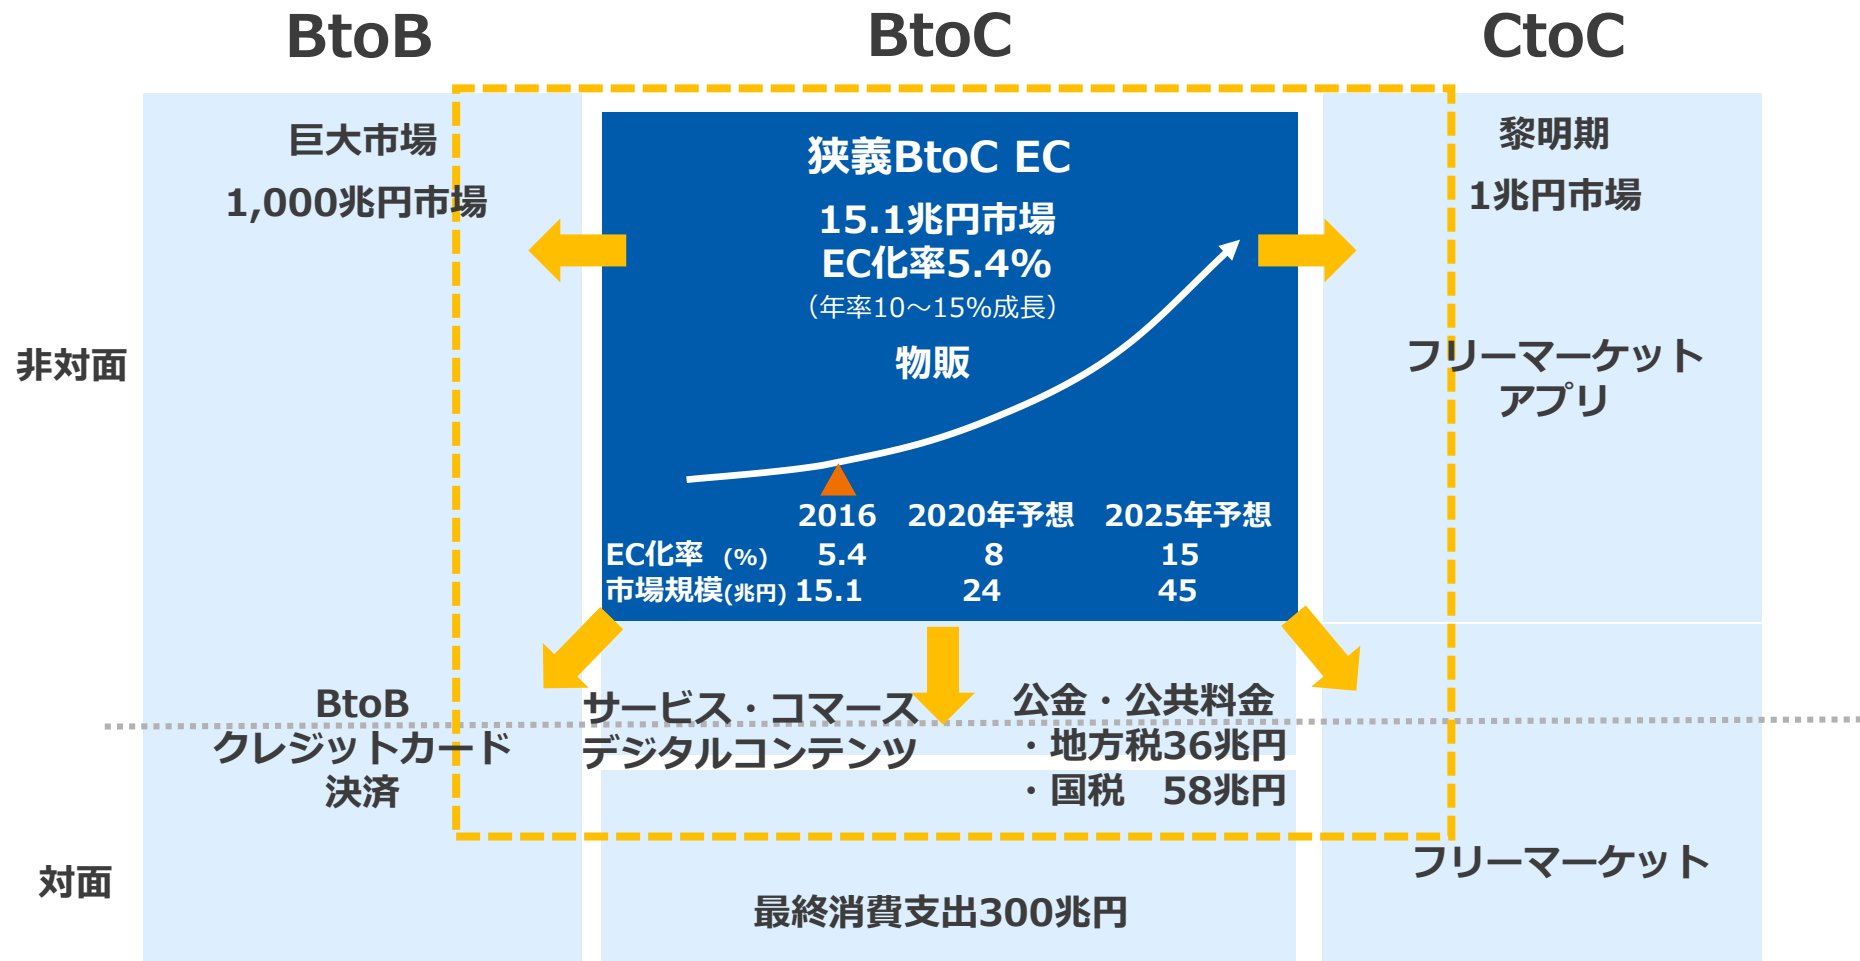 BtoB
BtoC
CtoC
巨大市場
1,000兆円市場
狭義BtoC EC
15.1兆円市場
EC化率5.4%
（年率10～15%成長）
物販
黎明期
1兆円市場
非対面
フリーマーケット
アプリ
2016 2020年予想 2025年予想
EC化率 (%) 5.4 8 15
市場規模(兆円) 15.1 24 45
BtoB
クレジットカード
決済
サービス・コマース
デジタルコンテンツ
公金・公共料金
・地方税36兆円
・国税　58兆円
対面
フリーマーケット
最終消費支出300兆円